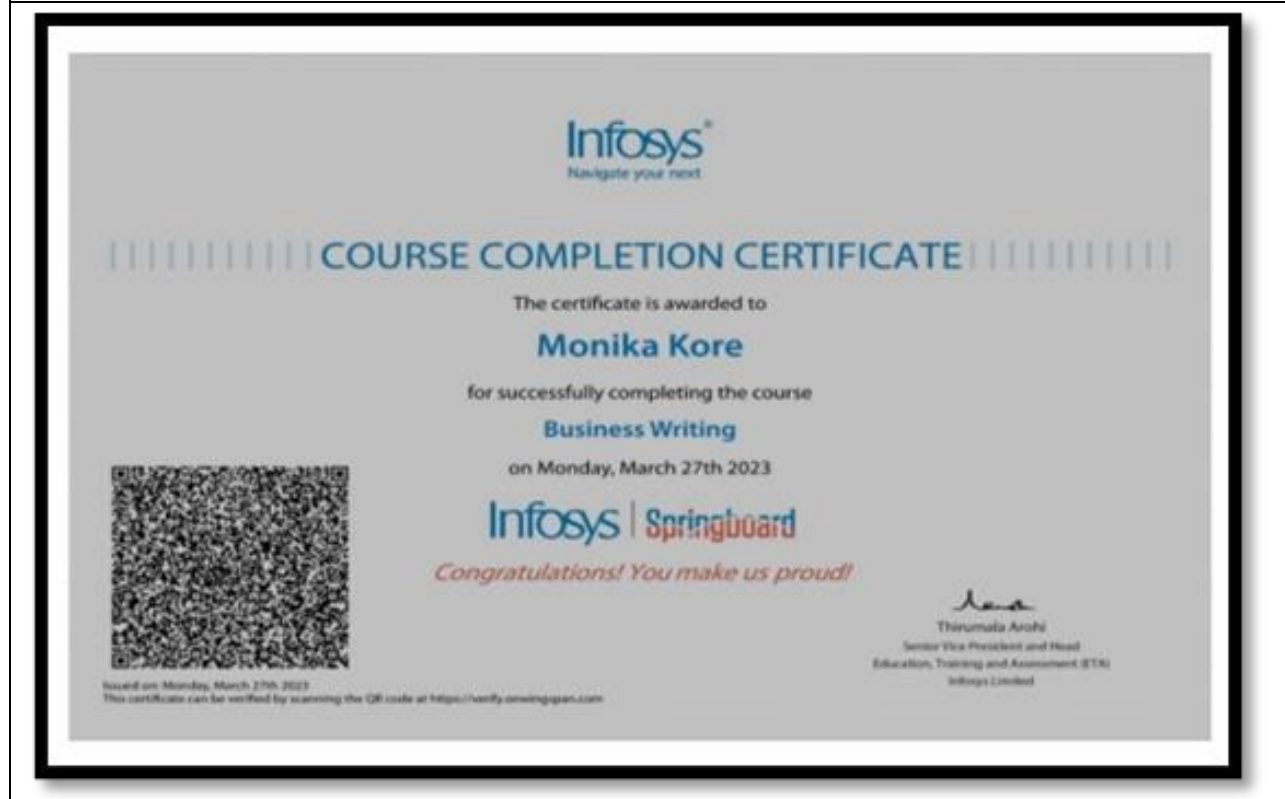 Infosys®
Navigate your next
COURSE COMPLETION CERTIFICATE
The certificate is awarded to
Monika Kore
for successfully completing the course
Business Writing
on Monday, March 27th 2023
Infosys | Springboard
Congratulations! You make us proud!
Thirumala Arohi
Senior Vice President and Head
Education, Training and Assessment (ETA)
Infosys Limited
Issued on: Monday, March 27th 2023
This certificate can be verified by scanning the QR code at https://verify.onwingspan.com